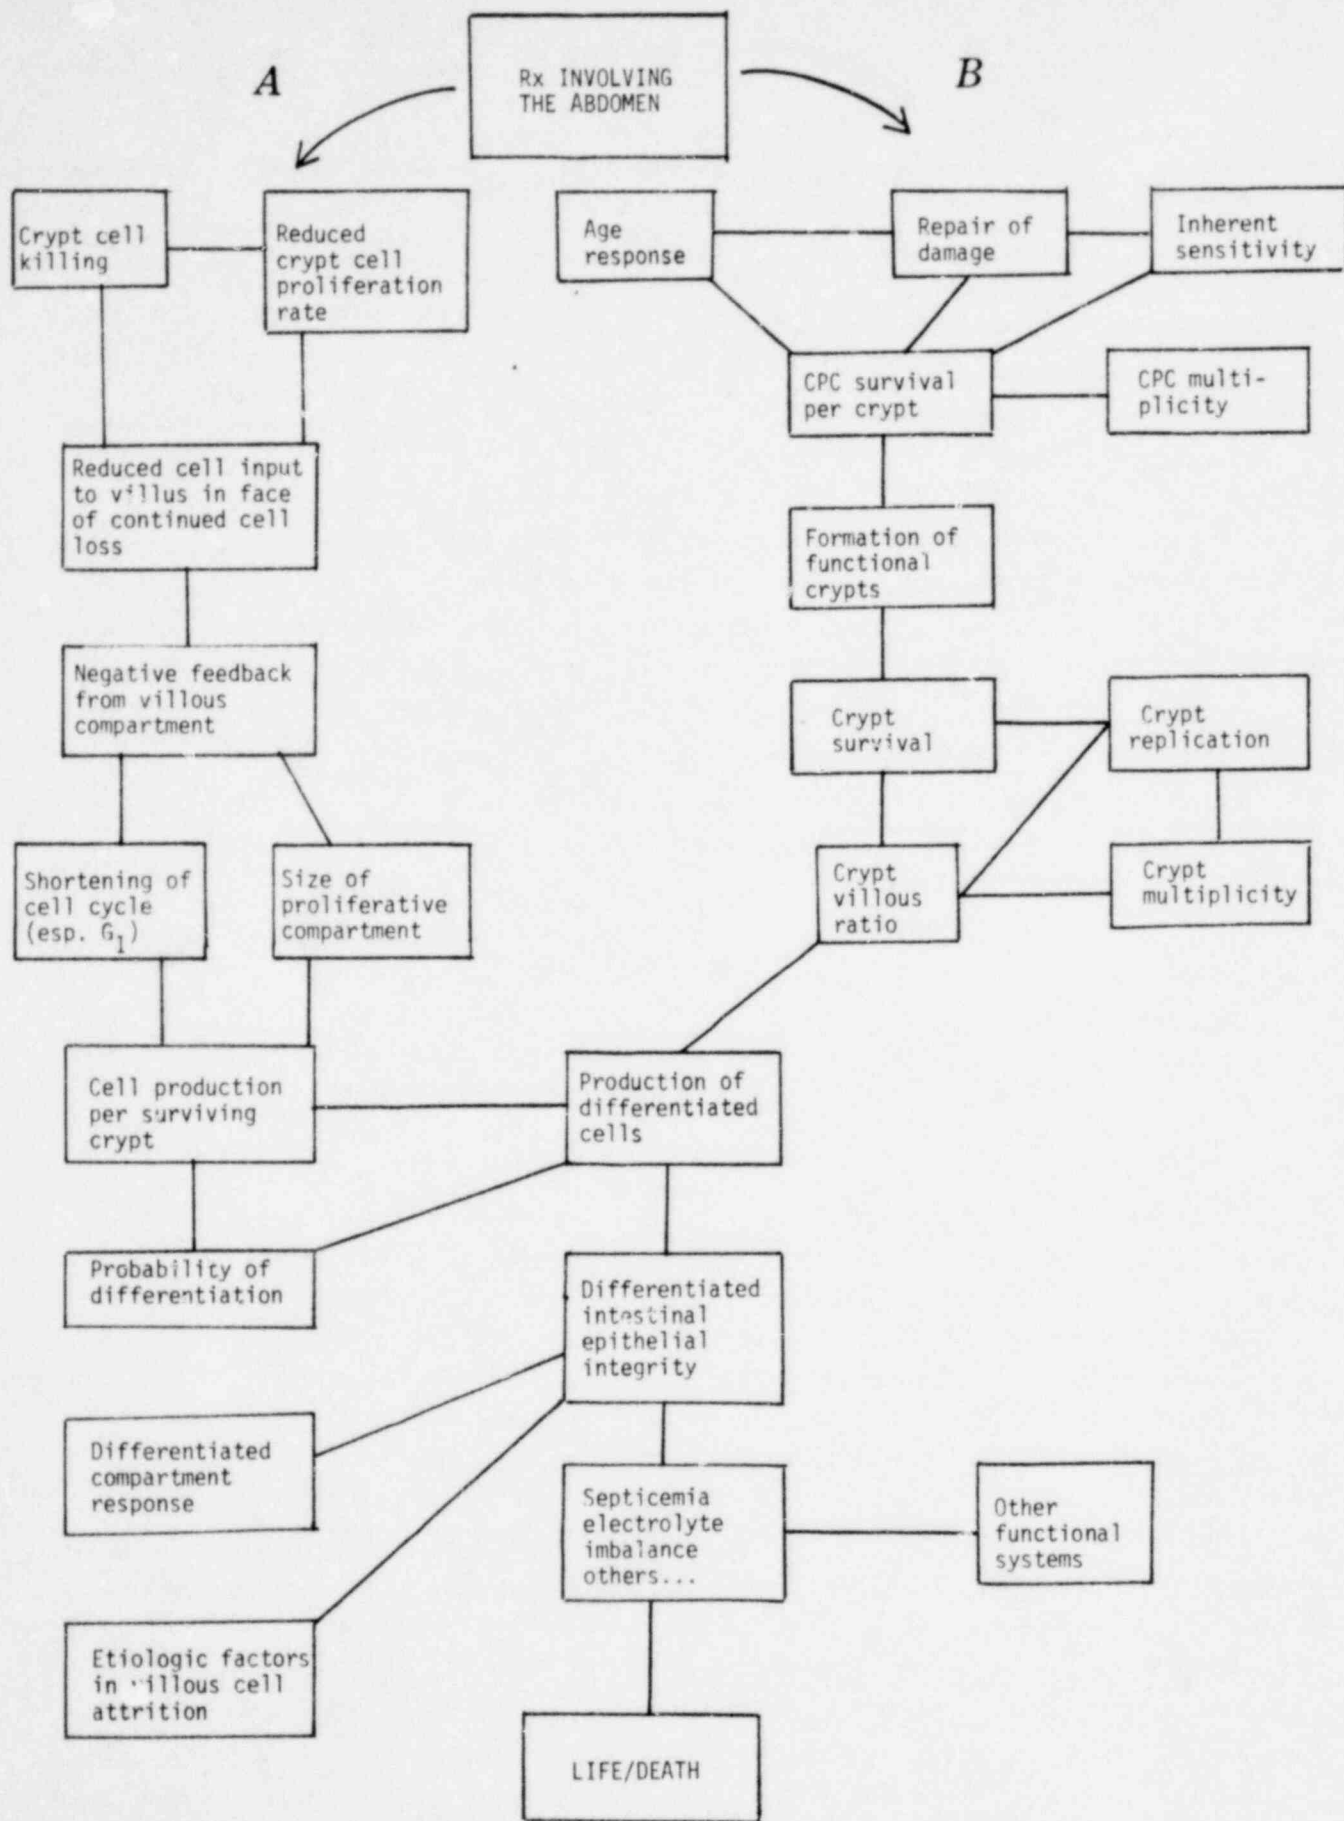 A
Rx INVOLVING
THE ABDOMEN
B
Crypt cell
killing
Reduced
crypt cell
proliferation
rate
Age
response
Repair of
damage
Inherent
sensitivity
CPC survival
per crypt
CPC multi-
plicity
Reduced cell input
to villus in face
of continued cell
loss
Formation of
functional
crypts
Negative feedback
from villous
compartment
Crypt
survival
Crypt
replication
Shortening of
cell cycle
(esp. G1)
Size of
proliferative
compartment
Crypt
villous
ratio
Crypt
multiplicity
Cell production
per surviving
crypt
Production of
differentiated
cells
Probability of
differentiation
Differentiated
intestinal
epithelial
integrity
Differentiated
compartment
response
Septicemia
electrolyte
imbalance
others...
Other
functional
systems
Etiologic factors
in villous cell
attrition
LIFE/DEATH